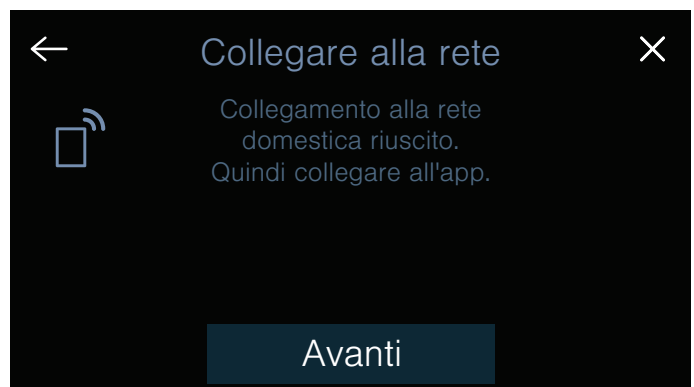 Collegare alla rete
Collegamento alla rete
domestica riuscito.
Quindi collegare all'app.
Avanti